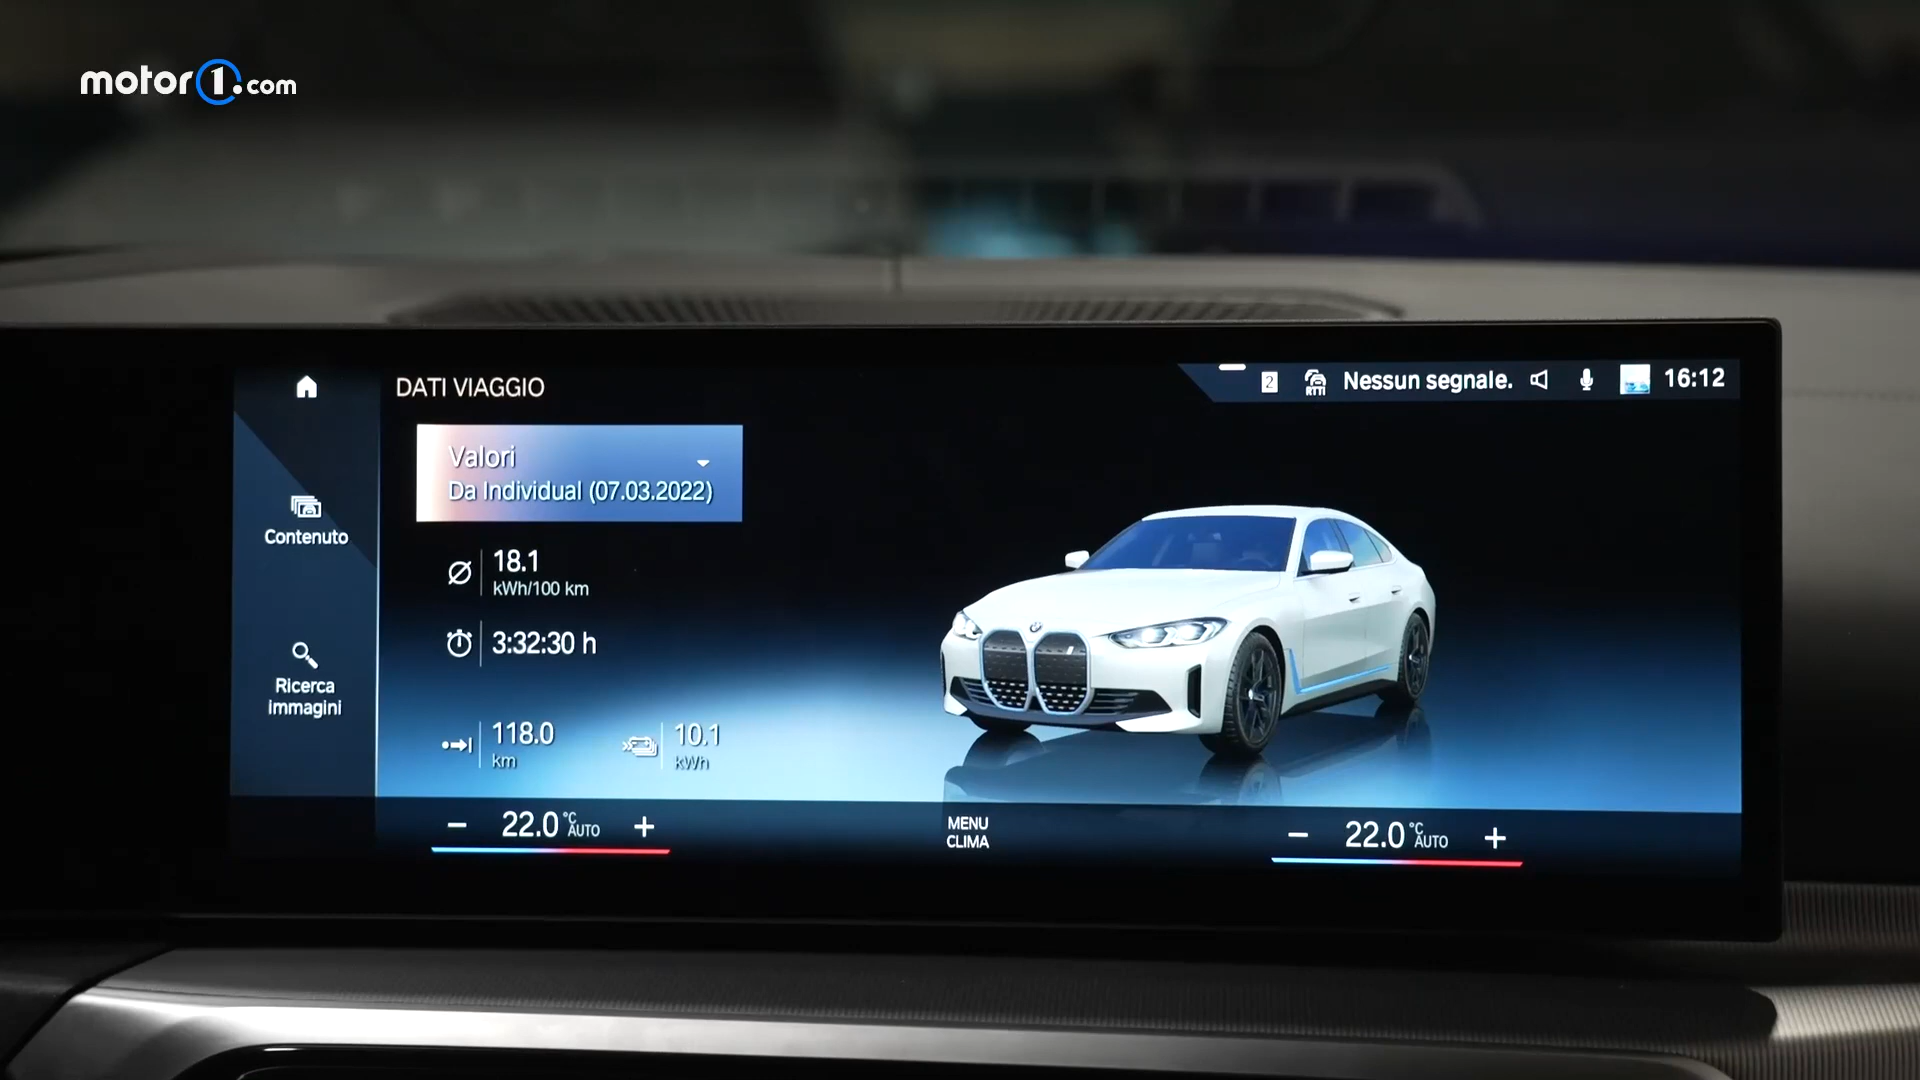 motor1.com
DATI VIAGGIO
2
RTTI
Nessun segnale.
16:12
Valori
Da Individual (07.03.2022)
Contenuto
18.1
kWh/100 km
3:32:30 h
Ricerca
immagini
118.0
km
10.1
kWh
22.0 °C AUTO
MENU
CLIMA
22.0 °C AUTO